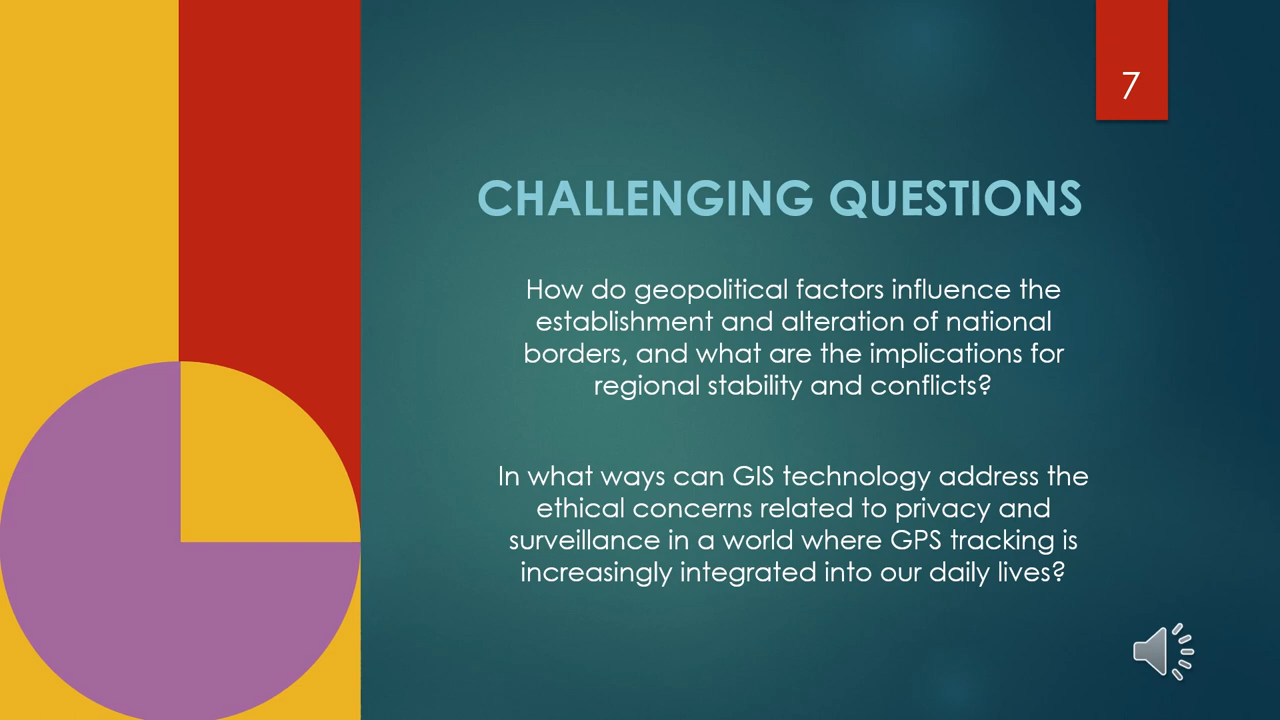 7
CHALLENGING QUESTIONS
How do geopolitical factors influence the
establishment and alteration of national
borders, and what are the implications for
regional stability and conflicts?
In what ways can GIS technology address the
ethical concerns related to privacy and
surveillance in a world where GPS tracking is
increasingly integrated into our daily lives?